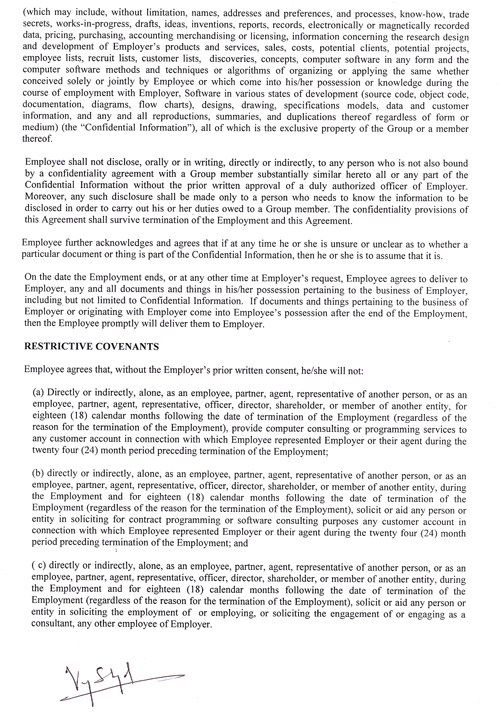 (which may include, without limitation, names, addresses and preferences, and processes, know-how, trade
secrets, works-in-progress, drafts, ideas, inventions, reports, records, electronically or magnetically recorded
data, pricing, purchasing, accounting merchandising or licensing, information concerning the research design
and development of Employer's products and services, sales, costs, potential clients, potential projects,
employee lists, recruit lists, customer lists, discoveries, concepts, computer software in any form and the
computer software methods and techniques or algorithms of organizing or applying the same whether
conceived solely or jointly by Employee or which come into his/her possession or knowledge during the
course of employment with Employer, Software in various states of development (source code, object code,
documentation, diagrams, flow charts), designs, drawing, specifications models, data and customer
information, and any and all reproductions, summaries, and duplications thereof regardless of form or
medium) (the "Confidential Information"), all of which is the exclusive property of the Group or a member
thereof.
Employee shall not disclose, orally or in writing, directly or indirectly, to any person who is not also bound
by a confidentiality agreement with a Group member substantially similar hereto all or any part of the
Confidential Information without the prior written approval of a duly authorized officer of Employer.
Moreover, any such disclosure shall be made only to a person who needs to know the information to be
disclosed in order to carry out his or her duties owed to a Group member. The confidentiality provisions of
this Agreement shall survive termination of the Employment and this Agreement.
Employee further acknowledges and agrees that if at any time he or she is unsure or unclear as to whether a
particular document or thing is part of the Confidential Information, then he or she is to assume that it is.
On the date the Employment ends, or at any other time at Employer's request, Employee agrees to deliver to
Employer, any and all documents and things in his/her possession pertaining to the business of Employer,
including but not limited to Confidential Information. If documents and things pertaining to the business of
Employer or originating with Employer come into Employee's possession after the end of the Employment,
then the Employee promptly will deliver them to Employer.
RESTRICTIVE COVENANTS
Employee agrees that, without the Employer's prior written consent, he/she will not:
(a) Directly or indirectly, alone, as an employee, partner, agent, representative of another person, or as an
employee, partner, agent, representative, officer, director, shareholder, or member of another entity, for
eighteen (18) calendar months following the date of termination of the Employment (regardless of the
reason for the termination of the Employment), provide computer consulting or programming services to
any customer account in connection with which Employee represented Employer or their agent during the
twenty four (24) month period preceding termination of the Employment;
(b) directly or indirectly, alone, as an employee, partner, agent, representative of another person, or as an
employee, partner, agent, representative, officer, director, shareholder, or member of another entity, during
the Employment and for eighteen (18) calendar months following the date of termination of the
Employment (regardless of the reason for the termination of the Employment), solicit or aid any person or
entity in soliciting for contract programming or software consulting purposes any customer account in
connection with which Employee represented Employer or their agent during the twenty four (24) month
period preceding termination of the Employment; and
( c) directly or indirectly, alone, as an employee, partner, agent, representative of another person, or as an
employee, partner, agent, representative, officer, director, shareholder, or member of another entity, during
the Employment and for eighteen (18) calendar months following the date of termination of the
Employment (regardless of the reason for the termination of the Employment), solicit or aid any person or
entity in soliciting the employment of or employing, or soliciting the engagement of or engaging as a
consultant, any other employee of Employer.